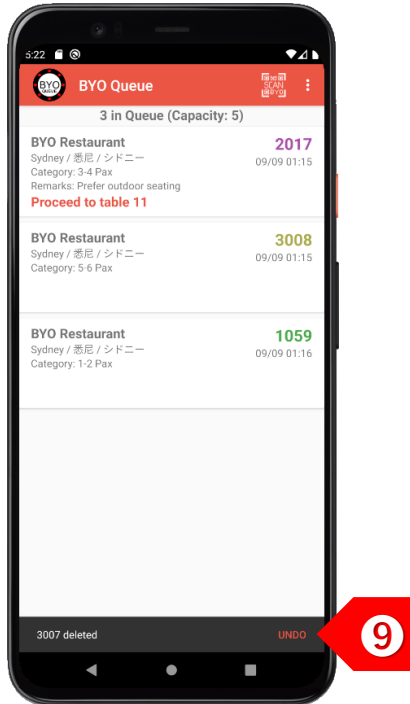 5:22
BYO
QUEUE
BYO Queue
SCAN
BYO
3 in Queue (Capacity: 5)
BYO Restaurant
2017
Sydney / 悉尼 / シドニー
09/09 01:15
Category: 3-4 Pax
Remarks: Prefer outdoor seating
Proceed to table 11
BYO Restaurant
3008
Sydney / 悉尼 / シドニー
09/09 01:15
Category: 5-6 Pax
BYO Restaurant
1059
Sydney / 悉尼 / シドニー
09/09 01:16
Category: 1-2 Pax
3007 deleted
UNDO
9